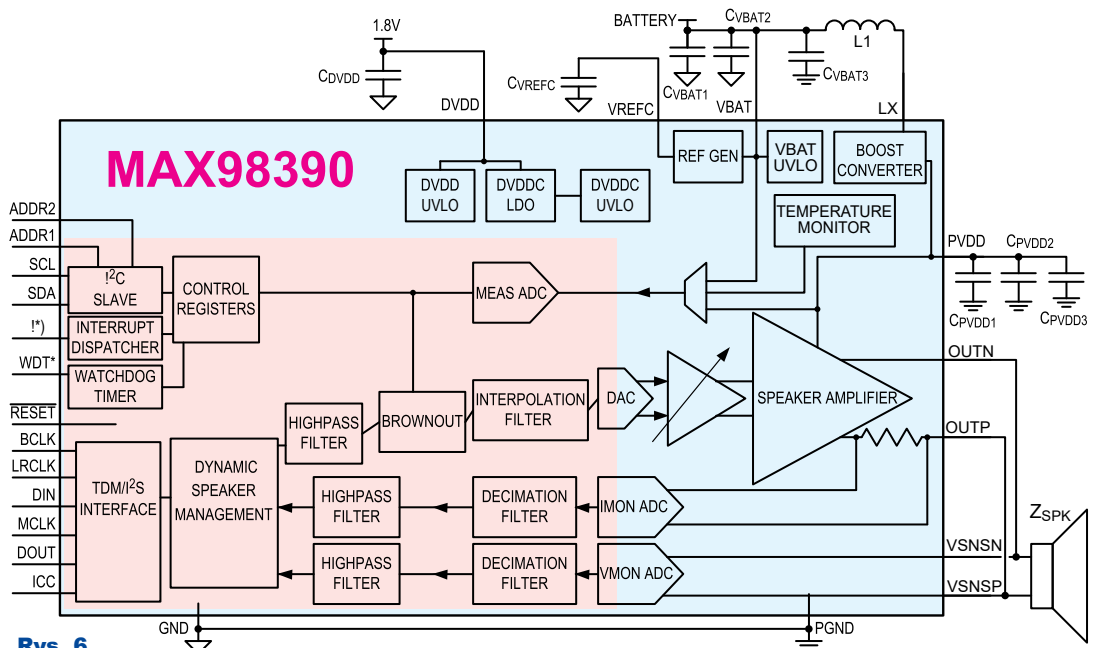 BATTERY
CVBAT2
1.8V
L1
CDVDD
CVREFC
CVBAT1
CVBAT3
DVDD
VREFC
VBAT
LX
MAX98390
REF GEN
VBAT
UVLO
BOOST
CONVERTER
DVDD
UVLO
DVDDC
LDO
DVDDC
UVLO
TEMPERATURE
MONITOR
ADDR2
ADDR1
SCL
SDA
!*)
WDT*
RESET
BCLK
LRCLK
DIN
MCLK
DOUT
ICC
!²C
SLAVE
CONTROL
REGISTERS
INTERRUPT
DISPATCHER
WATCHDOG
TIMER
MEAS ADC
PVDD
CPVDD2
CPVDD1
CPVDD3
OUTN
HIGHPASS
FILTER
BROWNOUT
INTERPOLATION
FILTER
DAC
SPEAKER AMPLIFIER
OUTP
TDM/I²S
INTERFACE
DYNAMIC
SPEAKER
MANAGEMENT
HIGHPASS
FILTER
DECIMATION
FILTER
IMON ADC
ZSPK
HIGHPASS
FILTER
DECIMATION
FILTER
VMON ADC
VSNSN
VSNSP
GND
PGND
Rys. 6